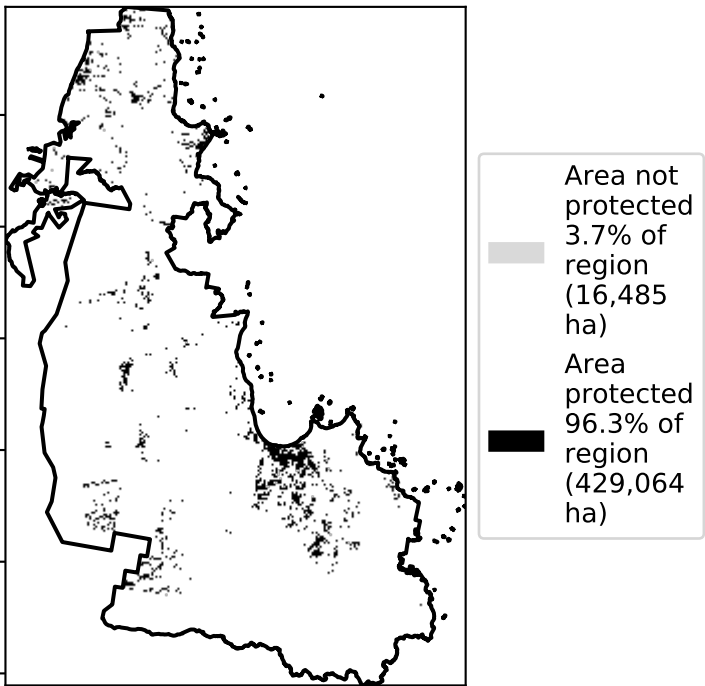 Area not
protected
3.7% of
region
(16,485
ha)
Area
protected
96.3% of
region
(429,064
ha)